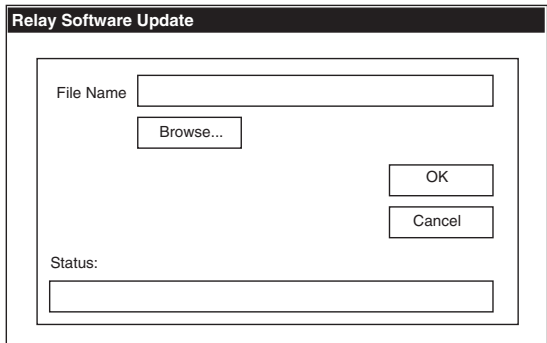 Relay Software Update
File Name
Browse...
OK
Cancel
Status: